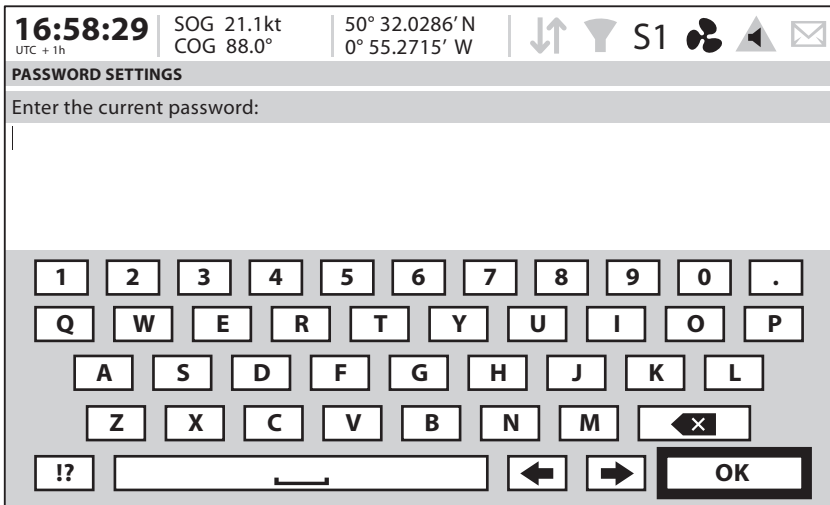 16:58:29 SOG 21.1kt 50° 32.0286′ N S1
UTC + 1h COG 88.0° 0° 55.2715′ W
PASSWORD SETTINGS
Enter the current password:
1 2 3 4 5 6 7 8 9 0 .
Q W E R T Y U I O P
A S D F G H J K L
Z X C V B N M
!? OK